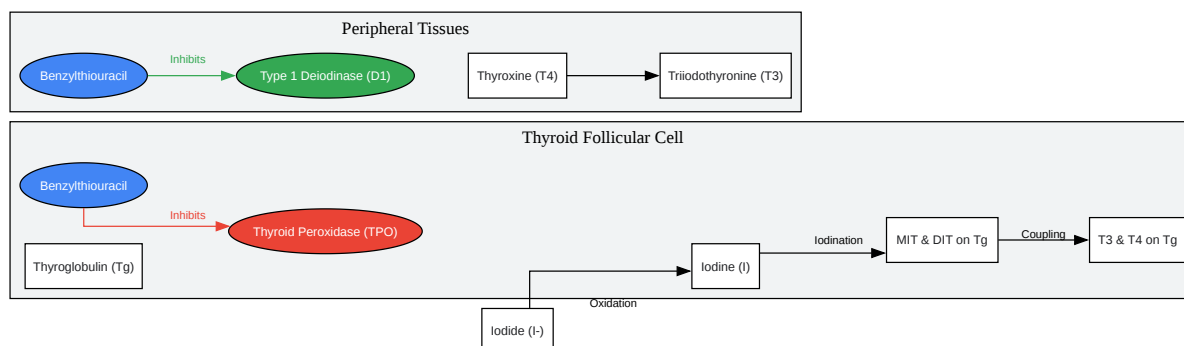 Peripheral Tissues
Benzylthiouracil
Inhibits
Type 1 Deiodinase (D1)
Thyroxine (T4)
Triiodothyronine (T3)
Thyroid Follicular Cell
Benzylthiouracil
Inhibits
Thyroid Peroxidase (TPO)
Thyroglobulin (Tg)
Iodide (I-)
Oxidation
Iodine (I)
Iodination
MIT & DIT on Tg
Coupling
T3 & T4 on Tg